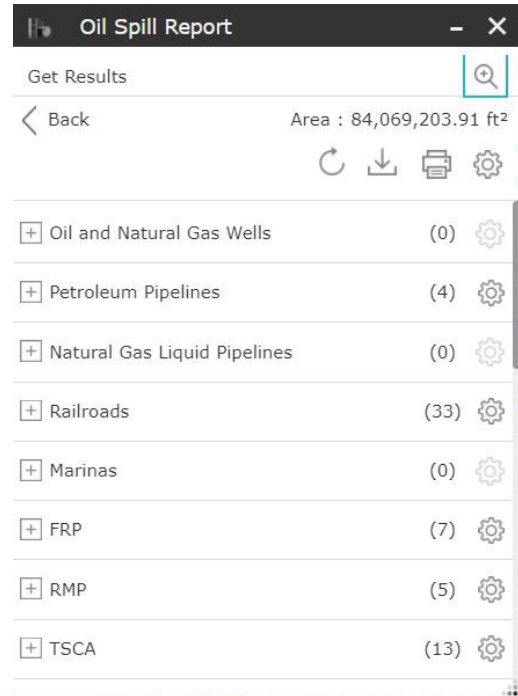 Oil Spill Report
Get Results
Back Area : 84,069,203.91 ft²
Oil and Natural Gas Wells (0)
Petroleum Pipelines (4)
Natural Gas Liquid Pipelines (0)
Railroads (33)
Marinas (0)
FRP (7)
RMP (5)
TSCA (13)